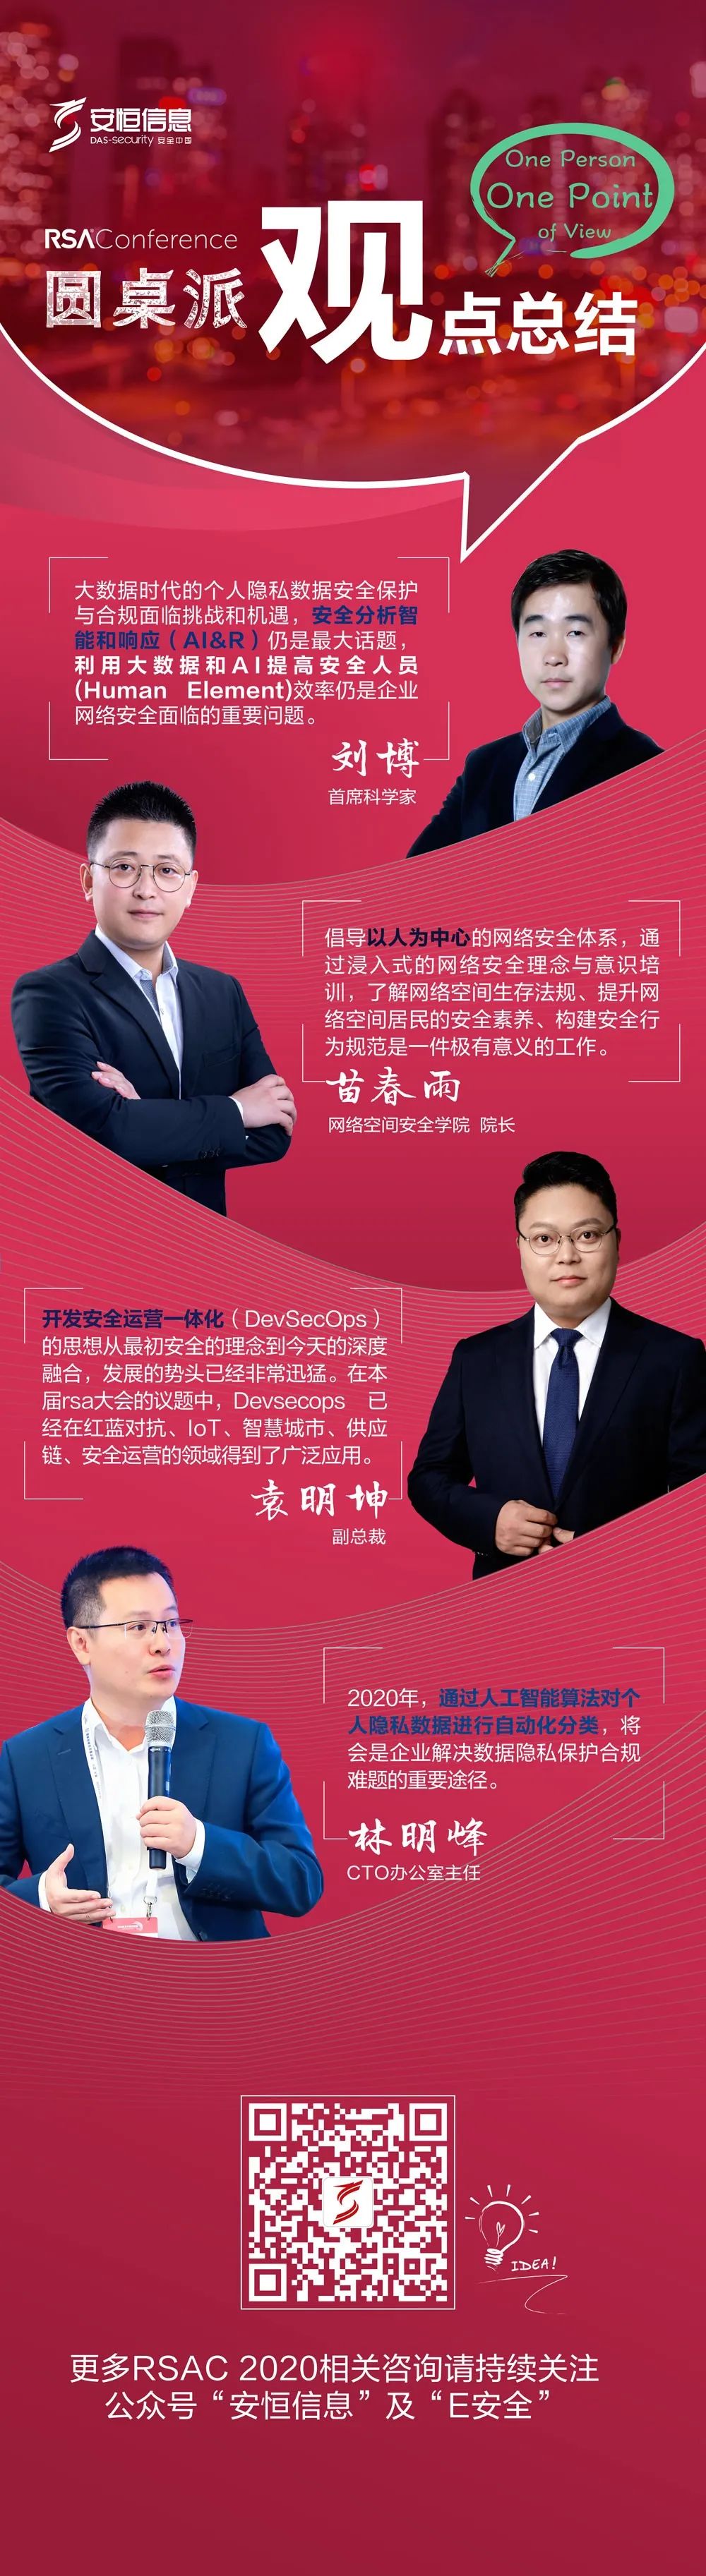 安恒信息
DAS-security 安全中国
One Person
One Point
of View
RSAConference
圆桌派观点总结
大数据时代的个人隐私数据安全保护
与合规面临挑战和机遇，安全分析智
能和响应（AI&R）仍是最大话题，
利用大数据和AI提高安全人员
(Human Element)效率仍是企业
网络安全面临的重要问题。
刘博
首席科学家
倡导以人为中心的网络安全体系，通
过浸入式的网络安全理念与意识培
训，了解网络空间生存法规、提升网
络空间居民的安全素养、构建安全行
为规范是一件极有意义的工作。
苗春雨
网络空间安全学院 院长
开发安全运营一体化（DevSecOps）
的思想从最初安全的理念到今天的深度
融合，发展的势头已经非常迅猛。在本
届rsa大会的议题中，Devsecops 已
经在红蓝对抗、IoT、智慧城市、供应
链、安全运营的领域得到了广泛应用。
袁明坤
副总裁
2020年，通过人工智能算法对个
人隐私数据进行自动化分类，将
会是企业解决数据隐私保护合规
难题的重要途径。
林明峰
CTO办公室主任
IDEA!
更多RSAC 2020相关咨询请持续关注
公众号“安恒信息”及“E安全”